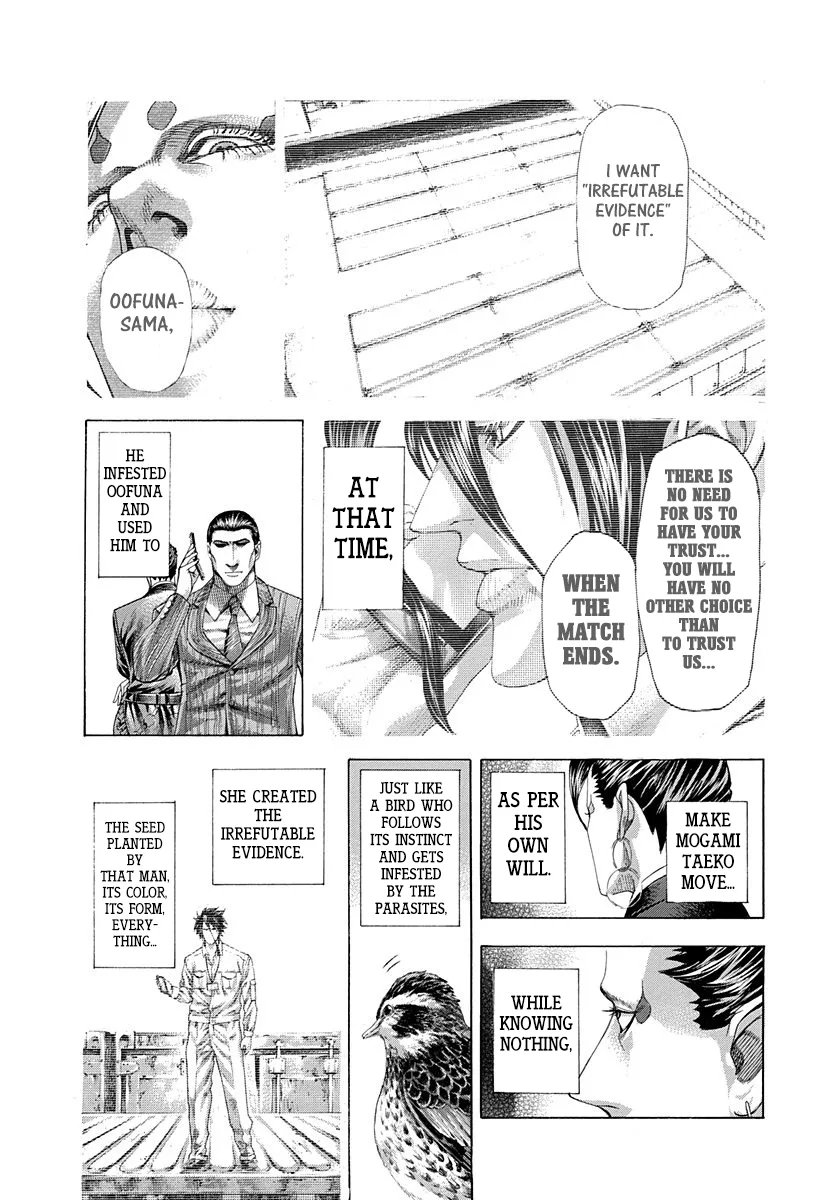 I WANT
"IRREFUTABLE
EVIDENCE"
OF IT.
OOFUNA-
SAMA,
THERE IS
NO NEED
FOR US TO
HAVE YOUR
TRUST...
YOU WILL
HAVE NO
OTHER CHOICE
THAN
TO TRUST
US...
WHEN
THE
MATCH
ENDS.
AT
THAT
TIME,
HE
INFESTED
OOFUNA
AND
USED
HIM TO
MAKE
MOGAMI
TAEKO
MOVE...
AS PER
HIS
OWN
WILL.
WHILE
KNOWING
NOTHING,
JUST LIKE
A BIRD WHO
FOLLOWS
ITS INSTINCT
AND GETS
INFESTED
BY THE
PARASITES,
SHE CREATED
THE
IRREFUTABLE
EVIDENCE.
THE SEED
PLANTED
BY
THAT MAN,
ITS COLOR,
ITS FORM,
EVERY-
THING...